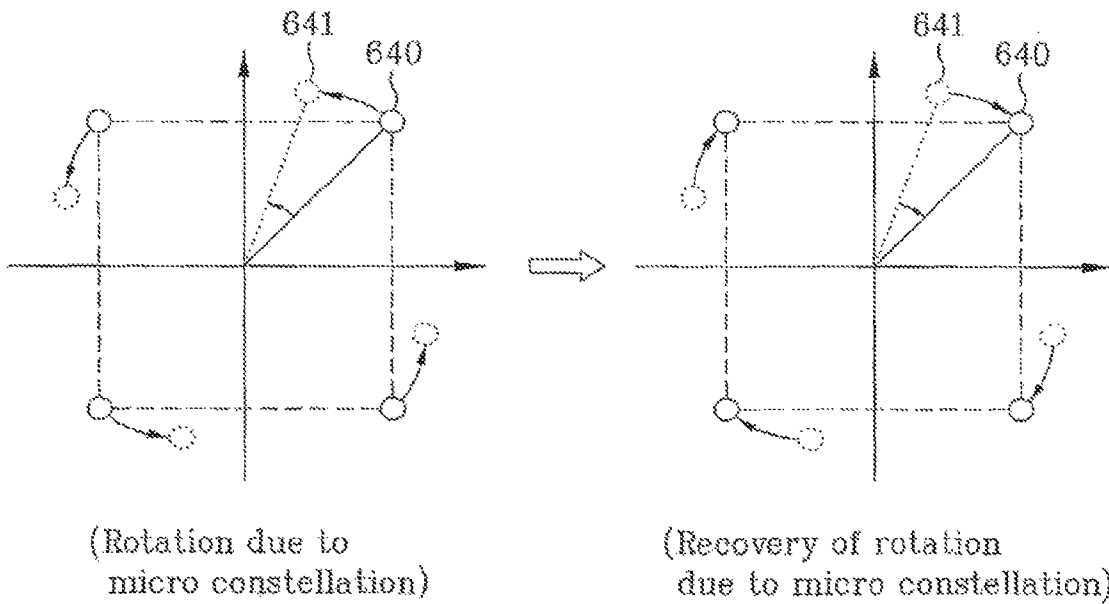 641
640
641
640
(Rotation due to
micro constellation)
(Recovery of rotation
due to micro constellation)